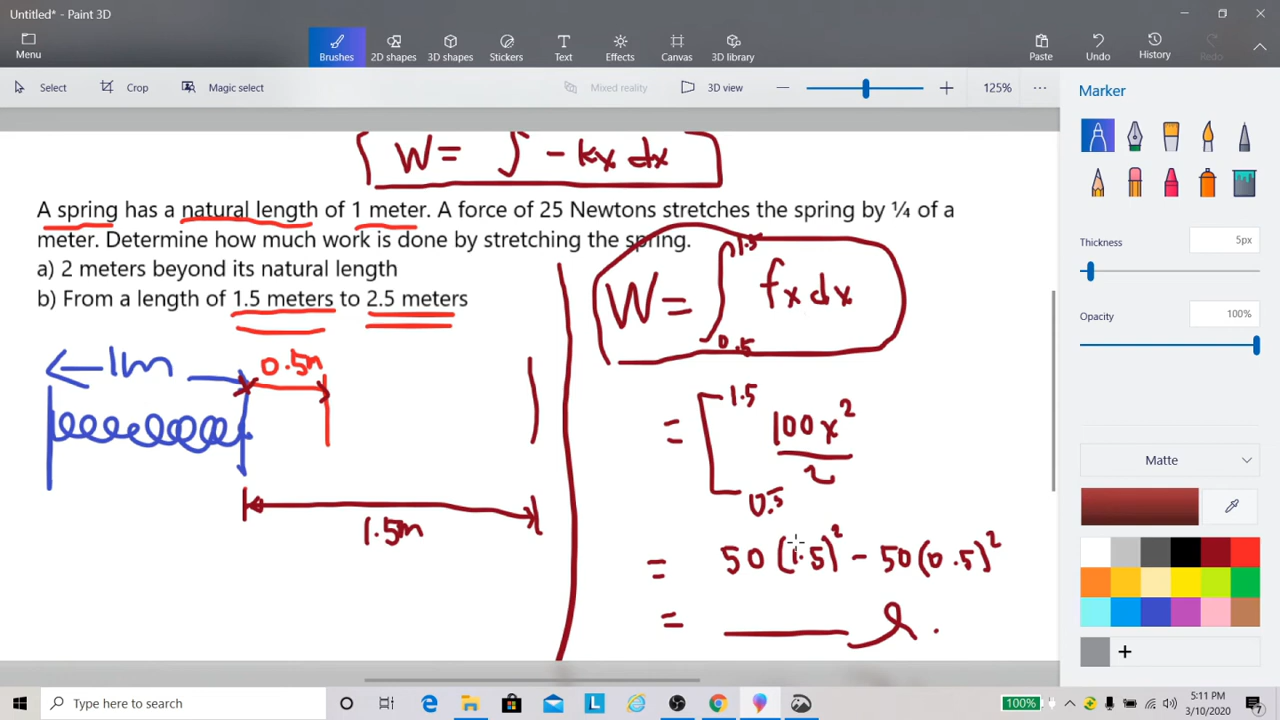 Untitled* - Paint 3D
Menu
Brushes
2D shapes
3D shapes
Stickers
Text
Effects
Canvas
3D library
Paste
Undo
History
Redo
Select
Crop
Magic select
Mixed reality
3D view
125%
W = ∫ - kx dx
A spring has a natural length of 1 meter. A force of 25 Newtons stretches the spring by ¼ of a
meter. Determine how much work is done by stretching the spring.
a) 2 meters beyond its natural length
b) From a length of 1.5 meters to 2.5 meters
1m
0.5m
1.5m
1.5
W = ∫ fx dx
0.5
1.5
= [ 100x²
2
0.5
= 50(1.5)² - 50(0.5)²
=
Marker
Thickness
5px
Opacity
100%
Matte
Type here to search
100%
5:11 PM
3/10/2020
7